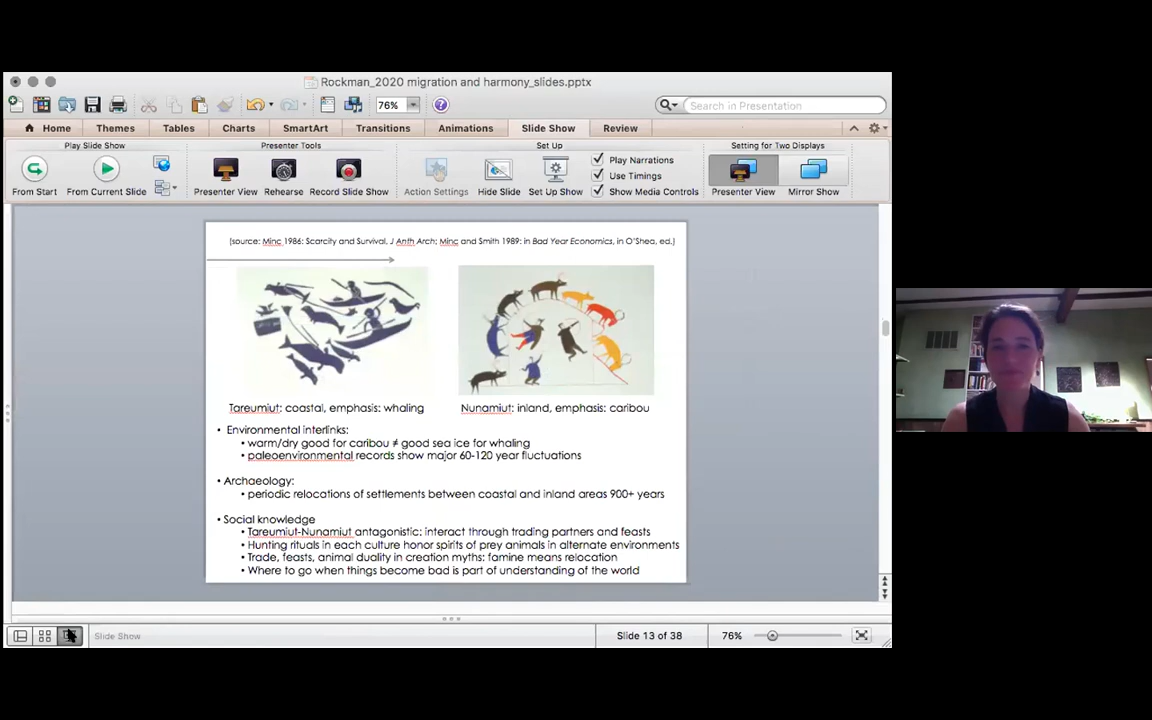 Rockman_2020 migration and harmony_slides.pptx
76%
Search in Presentation
Home Themes Tables Charts SmartArt Transitions Animations Slide Show Review
Play Slide Show Presenter Tools Set Up Setting for Two Displays
From Start From Current Slide Presenter View Rehearse Record Slide Show Action Settings Hide Slide Set Up Show Presenter View Mirror Show
Play Narrations
Use Timings
Show Media Controls
(source: Minc 1986: Scarcity and Survival, J Anth Arch; Minc and Smith 1989: in Bad Year Economics, in O'Shea, ed.)
Tareumiut: coastal, emphasis: whaling
Nunamiut: inland, emphasis: caribou
• Environmental interlinks:
• warm/dry good for caribou ≠ good sea ice for whaling
• paleoenvironmental records show major 60-120 year fluctuations
• Archaeology:
• periodic relocations of settlements between coastal and inland areas 900+ years
• Social knowledge
• Tareumiut-Nunamiut antagonistic: interact through trading partners and feasts
• Hunting rituals in each culture honor spirits of prey animals in alternate environments
• Trade, feasts, animal duality in creation myths: famine means relocation
• Where to go when things become bad is part of understanding of the world
Slide Show
Slide 13 of 38
76%